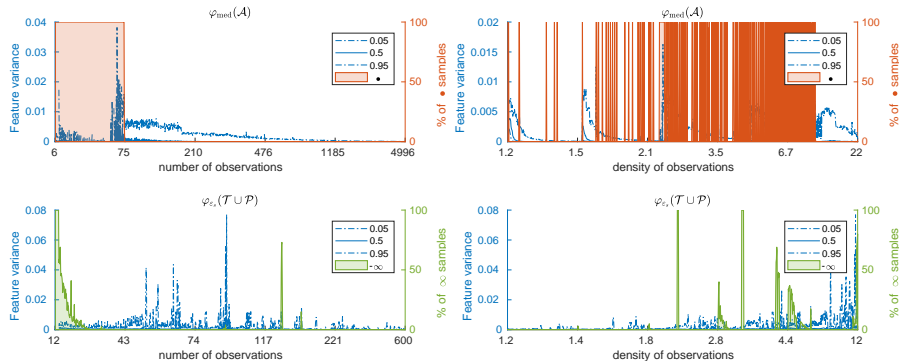 φmed(𝒜)
Feature variance
0.04
0.03
0.02
0.01
0
100
50
0
% of • samples
0.05
0.5
0.95
•
6 75 210 476 1185 4996
number of observations
φmed(𝒜)
Feature variance
0.02
0.015
0.01
0.005
0
100
50
0
% of • samples
0.05
0.5
0.95
•
1.2 1.5 2.1 3.5 6.7 22
density of observations
φεs(𝒯 ∪ 𝒫)
Feature variance
0.08
0.06
0.04
0.02
0
100
50
0
% of ∞ samples
0.05
0.5
0.95
-∞
12 43 74 117 221 600
number of observations
φεs(𝒯 ∪ 𝒫)
Feature variance
0.08
0.06
0.04
0.02
0
100
50
0
% of ∞ samples
0.05
0.5
0.95
-∞
1.2 1.6 2.1 2.8 4.3 12
density of observations